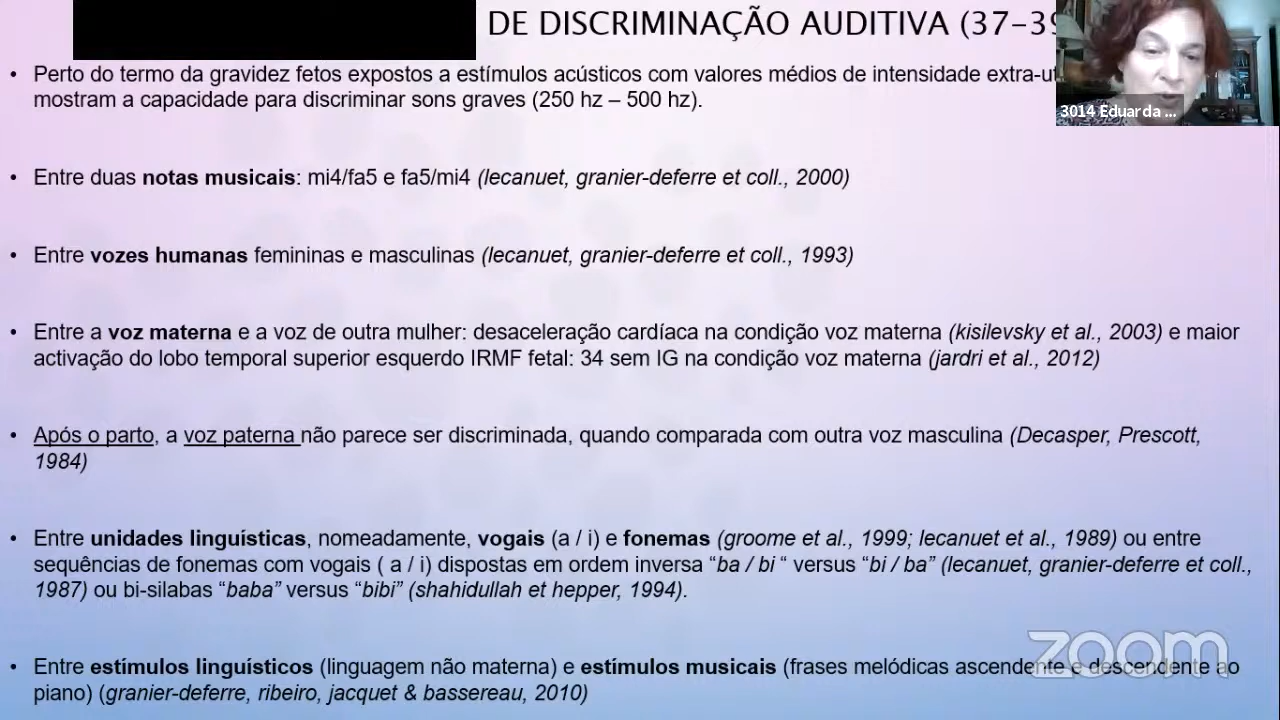 DE DISCRIMINAÇÃO AUDITIVA (37-39
3014 Eduarda ...
• Perto do termo da gravidez fetos expostos a estímulos acústicos com valores médios de intensidade
mostram a capacidade para discriminar sons graves (250 hz – 500 hz).
• Entre duas notas musicais: mi4/fa5 e fa5/mi4 (lecanuet, granier-deferre et coll., 2000)
• Entre vozes humanas femininas e masculinas (lecanuet, granier-deferre et coll., 1993)
• Entre a voz materna e a voz de outra mulher: desaceleração cardíaca na condição voz materna (kisilevsky et al., 2003) e maior
activação do lobo temporal superior esquerdo IRMF fetal: 34 sem IG na condição voz materna (jardri et al., 2012)
• Após o parto, a voz paterna não parece ser discriminada, quando comparada com outra voz masculina (Decasper, Prescott,
1984)
• Entre unidades linguísticas, nomeadamente, vogais (a / i) e fonemas (groome et al., 1999; lecanuet et al., 1989) ou entre
sequências de fonemas com vogais ( a / i) dispostas em ordem inversa “ba / bi “ versus “bi / ba” (lecanuet, granier-deferre et coll.,
1987) ou bi-silabas “baba” versus “bibi” (shahidullah et hepper, 1994).
• Entre estímulos linguísticos (linguagem não materna) e estímulos musicais (frases melódicas ascendente e descendente ao
piano) (granier-deferre, ribeiro, jacquet & bassereau, 2010)
zoom